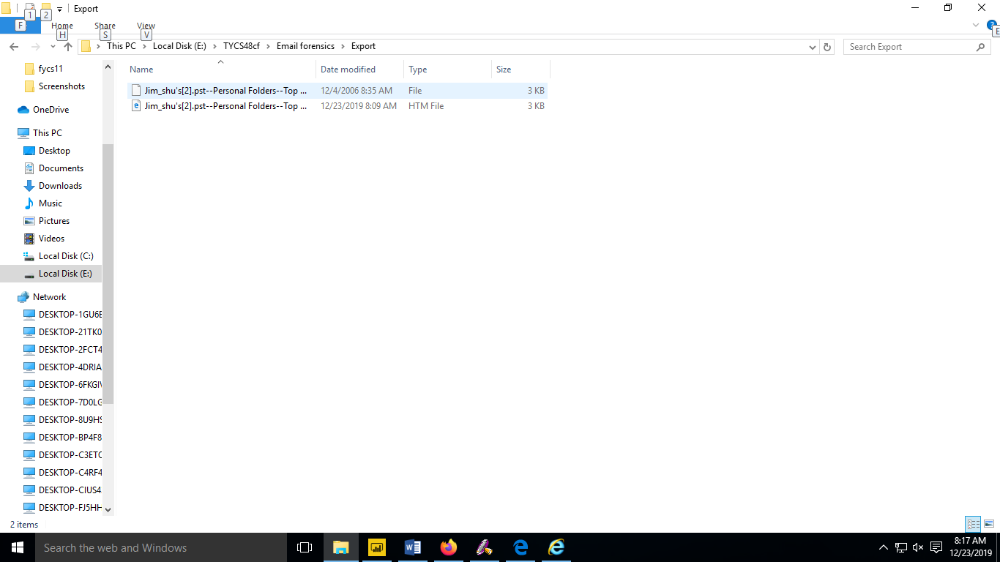 1 2 Export
F Home Share View
H S V E
This PC Local Disk (E:) TYCS48cf Email forensics Export Search Export
Name Date modified Type Size
fycs11
Screenshots
OneDrive
This PC
Desktop
Documents
Downloads
Music
Pictures
Videos
Local Disk (C:)
Local Disk (E:)
Network
DESKTOP-1GU6E
DESKTOP-21TK0
DESKTOP-2FCT4
DESKTOP-4DRIA
DESKTOP-6FKGIV
DESKTOP-7D0LG
DESKTOP-8U9HS
DESKTOP-BP4F8
DESKTOP-C3ETC
DESKTOP-C4RF4
DESKTOP-CIUS4
DESKTOP-FJ5HH
Jim_shu's[2].pst--Personal Folders--Top ... 12/4/2006 8:35 AM File 3 KB
Jim_shu's[2].pst--Personal Folders--Top ... 12/23/2019 8:09 AM HTM File 3 KB
2 items
Search the web and Windows
8:17 AM
12/23/2019